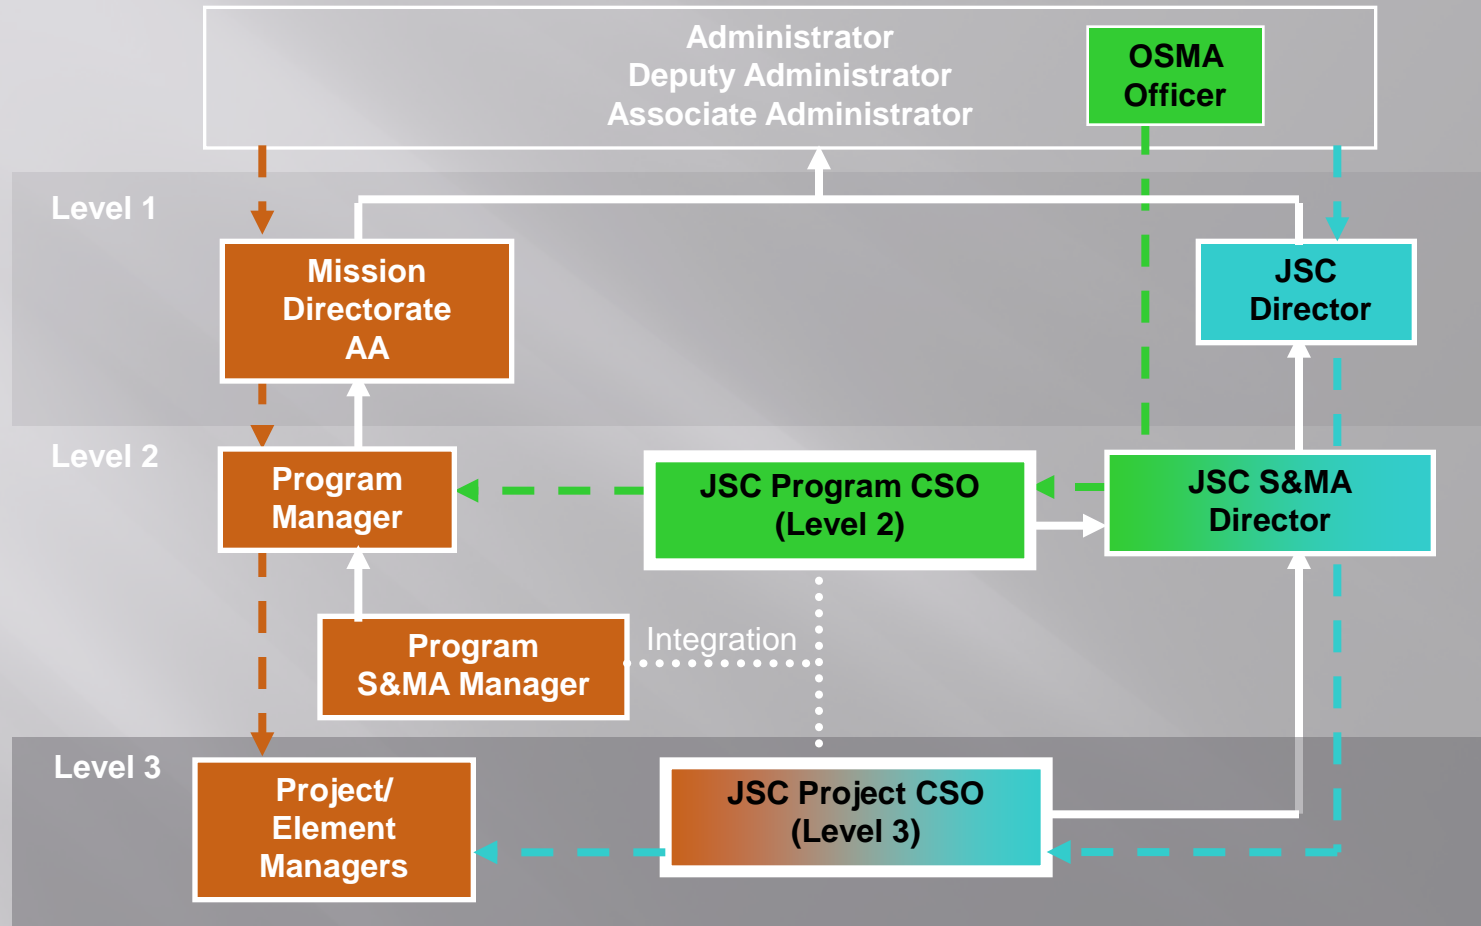 Administrator
Deputy Administrator
Associate Administrator
OSMA
Officer
Level 1
Mission
Directorate
AA
JSC
Director
Level 2
Program
Manager
JSC Program CSO
(Level 2)
JSC S&MA
Director
Program
S&MA Manager
Integration
Level 3
Project/
Element
Managers
JSC Project CSO
(Level 3)